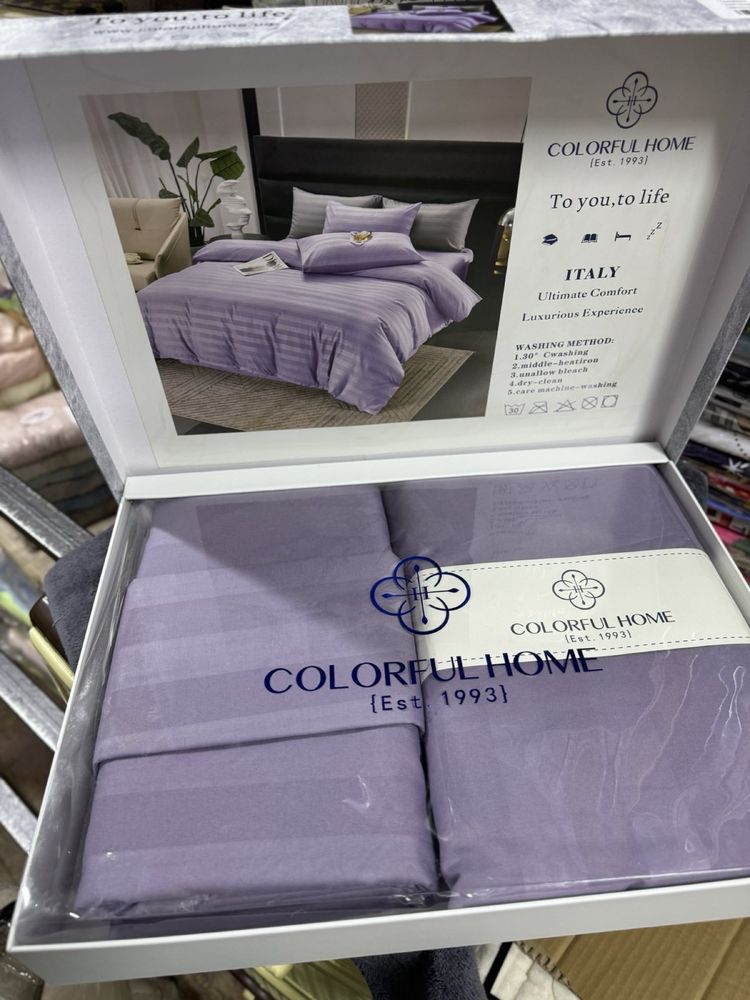 To you,to life
COLORFUL HOME
{Est. 1993}
To you,to life
zzZ
ITALY
Ultimate Comfort
Luxurious Experience
WASHING METHOD:
1.30° Cwashing
2.middle-heatiron
3.unallow bleach
4.dry-clean
5.care machine-washing
30
H
COLORFUL HOME
{Est. 1993}
COLORFUL HOME
{Est. 1993}